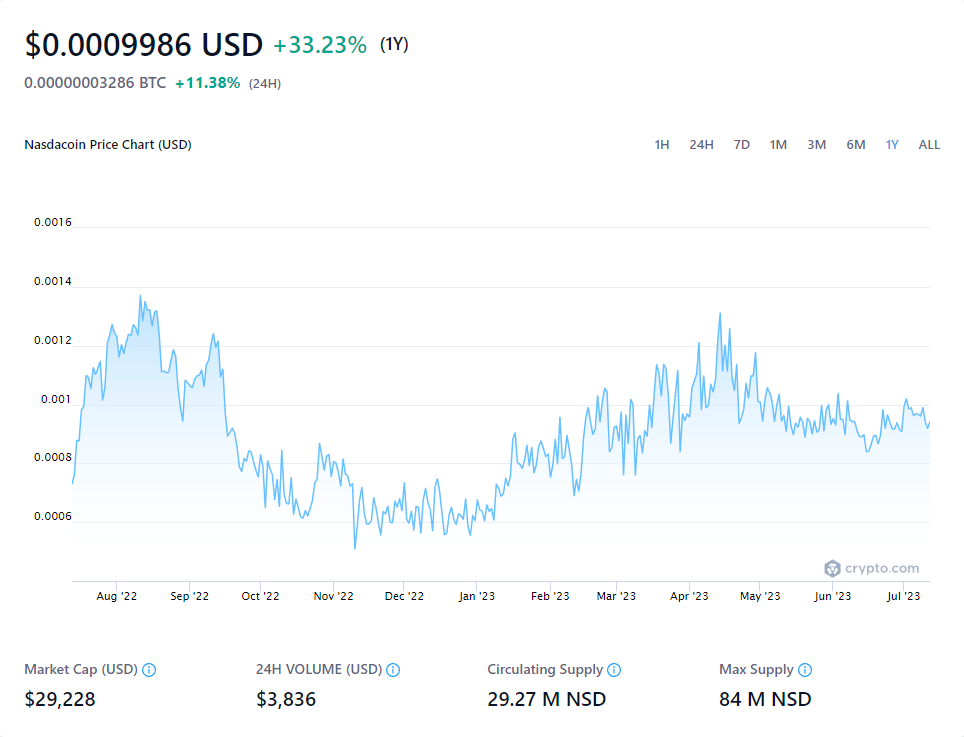 $0.0009986 USD +33.23% (1Y)
0.00000003286 BTC +11.38% (24H)
Nasdacoin Price Chart (USD) 1H 24H 7D 1M 3M 6M 1Y ALL
0.0016
0.0014
0.0012
0.001
0.0008
0.0006
crypto.com
Aug '22 Sep '22 Oct '22 Nov '22 Dec '22 Jan '23 Feb '23 Mar '23 Apr '23 May '23 Jun '23 Jul '23
Market Cap (USD) 24H VOLUME (USD) Circulating Supply Max Supply
$29,228 $3,836 29.27 M NSD 84 M NSD